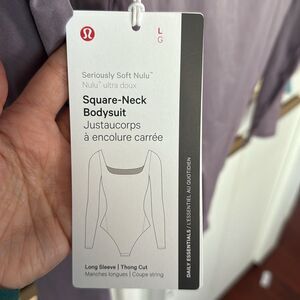 L
G
Seriously Soft Nulu™
Nulu™ ultra doux
Square-Neck
Bodysuit
Justaucorps
à encolure carrée
Long Sleeve | Thong Cut
Manches longues | Coupe string
DAILY ESSENTIALS / L'ESSENTIEL AU QUOTIDIEN